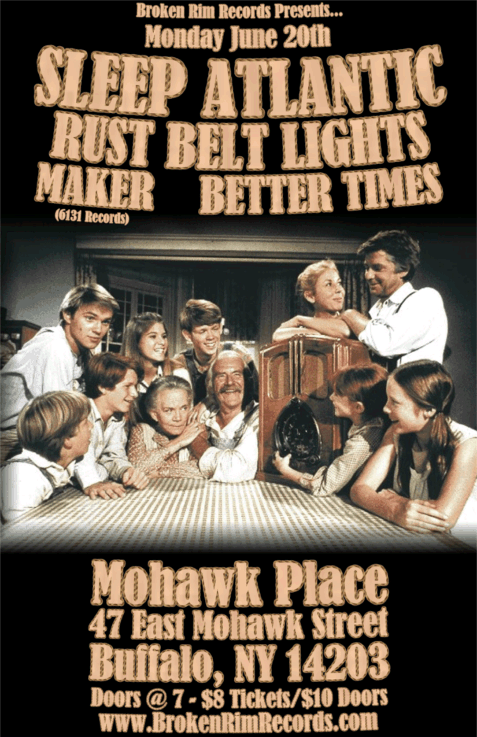 Broken Rim Records Presents...
Monday June 20th
SLEEP ATLANTIC
RUST BELT LIGHTS
MAKER BETTER TIMES
(6131 Records)
Mohawk Place
47 East Mohawk Street
Buffalo, NY 14203
Doors @ 7 - $8 Tickets/$10 Doors
www.BrokenRimRecords.com